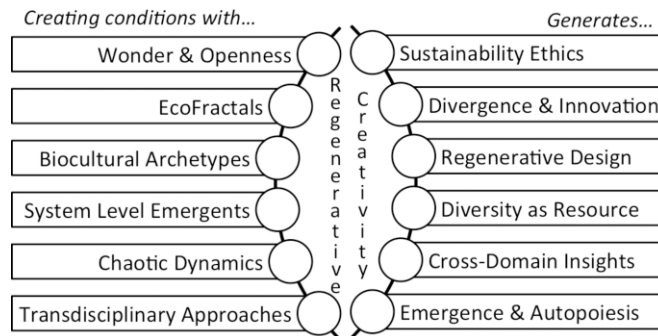 Creating conditions with...
Generates...
Wonder & Openness
Sustainability Ethics
EcoFractals
Divergence & Innovation
Biocultural Archetypes
Regenerative Design
System Level Emergents
Diversity as Resource
Chaotic Dynamics
Cross-Domain Insights
Transdisciplinary Approaches
Emergence & Autopoiesis
Regenerative
Creativity